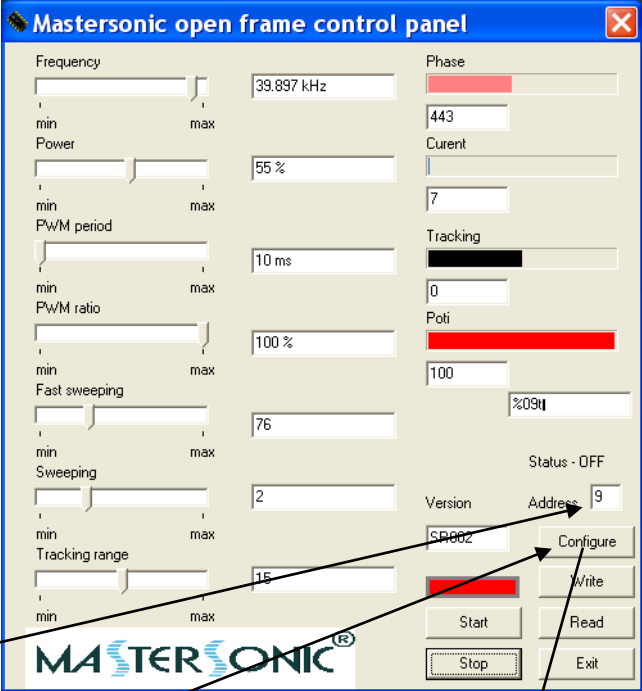 Mastersonic open frame control panel
Frequency
39.897 kHz
min max
Power
55 %
min max
PWM period
10 ms
min max
PWM ratio
100 %
min max
Fast sweeping
76
min max
Sweeping
2
min max
Tracking range
15
min max
MASTERSONIC®
Phase
443
Curent
7
Tracking
0
Poti
100
Status - OFF
Version
Address 9
SR802
Configure
Write
Start Read
Stop Exit